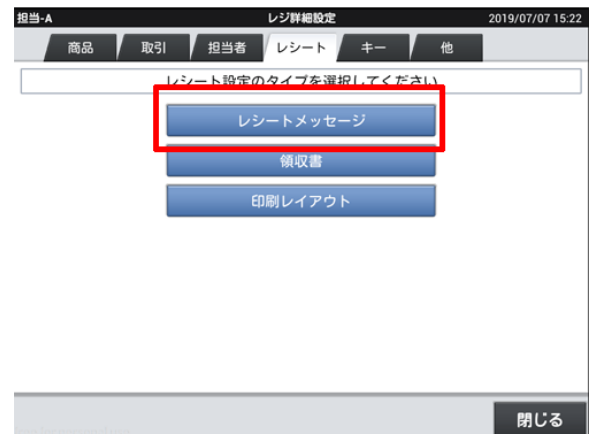 担当-A レジ詳細設定 2019/07/07 15:22
商品 取引 担当者 レシート キー 他
レシート設定のタイプを選択してください
レシートメッセージ
領収書
印刷レイアウト
閉じる